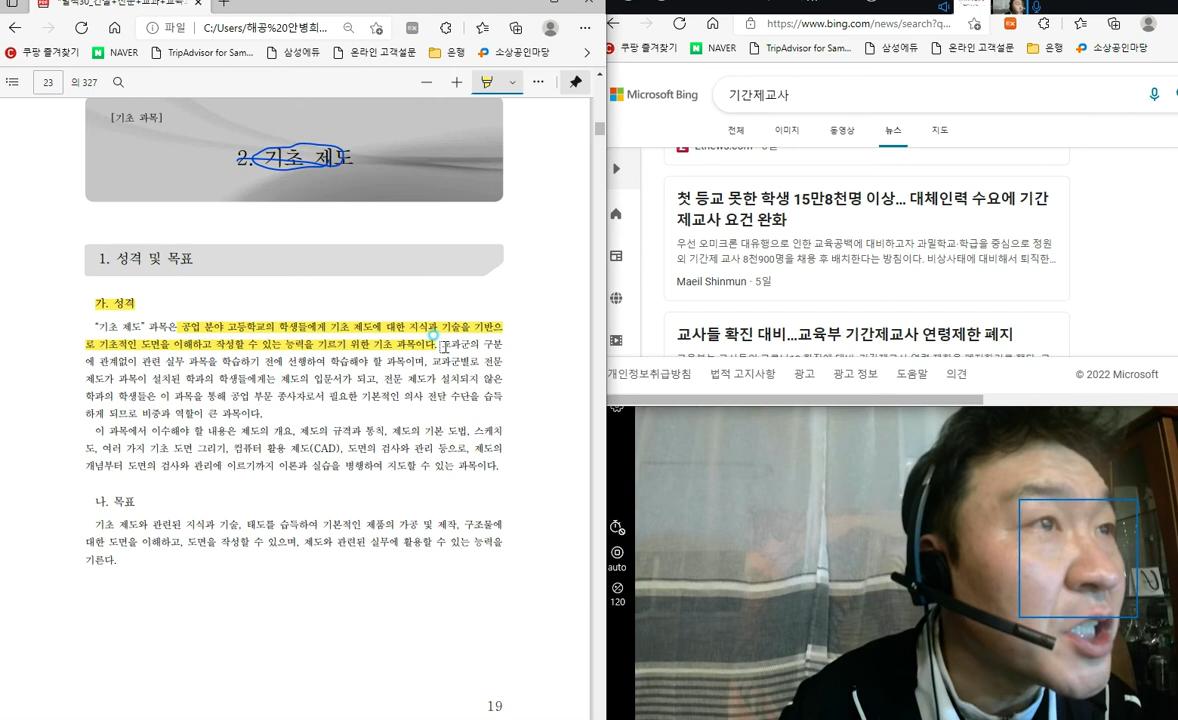 파일
C:/Users/해공%20안병희...
https://www.bing.com/news/search?q...
쿠팡 즐겨찾기
NAVER
TripAdvisor for Sam...
삼성에듀
온라인 고객설문
은행
소상공인마당
쿠팡 즐겨찾기
NAVER
TripAdvisor for Sam...
삼성에듀
온라인 고객설문
은행
소상공인마당
23
의 327
[기초 과목]
2. 기초 제도
1. 성격 및 목표
가. 성격
“기초 제도” 과목은 공업 분야 고등학교의 학생들에게 기초 제도에 대한 지식과 기술을 기반으
로 기초적인 도면을 이해하고 작성할 수 있는 능력을 기르기 위한 기초 과목이다. 교과군의 구분
에 관계없이 관련 실무 과목을 학습하기 전에 선행하여 학습해야 할 과목이며, 교과군별로 전문
제도가 과목이 설치된 학과의 학생들에게는 제도의 입문서가 되고, 전문 제도가 설치되지 않은
학과의 학생들은 이 과목을 통해 공업 부문 종사자로서 필요한 기본적인 의사 전달 수단을 습득
하게 되므로 비중과 역할이 큰 과목이다.
이 과목에서 이수해야 할 내용은 제도의 개요, 제도의 규격과 통칙, 제도의 기본 도법, 스케치
도, 여러 가지 기초 도면 그리기, 컴퓨터 활용 제도(CAD), 도면의 검사와 관리 등으로, 제도의
개념부터 도면의 검사와 관리에 이르기까지 이론과 실습을 병행하여 지도할 수 있는 과목이다.
나. 목표
기초 제도와 관련된 지식과 기술, 태도를 습득하여 기본적인 제품의 가공 및 제작, 구조물에
대한 도면을 이해하고, 도면을 작성할 수 있으며, 제도와 관련된 실무에 활용할 수 있는 능력을
기른다.
19
Microsoft Bing
기간제교사
전체
이미지
동영상
뉴스
지도
첫 등교 못한 학생 15만8천명 이상... 대체인력 수요에 기간
제교사 요건 완화
우선 오미크론 대유행으로 인한 교육공백에 대비하고자 과밀학교·학급을 중심으로 정원
외 기간제 교사 8천900명을 채용 후 배치한다는 방침이다. 비상사태에 대비해서 퇴직한...
Maeil Shinmun · 5일
교사들 확진 대비...교육부 기간제교사 연령제한 폐지
개인정보취급방침
법적 고지사항
광고
광고 정보
도움말
의견
© 2022 Microsoft
auto
120